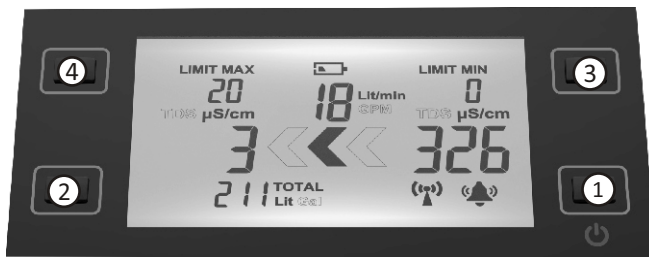 4
3
LIMIT MAX
LIMIT MIN
20
18
Lit/min
GPM
0
TDS µS/cm
TDS µS/cm
3
326
211
TOTAL
Lit Gal
2
1